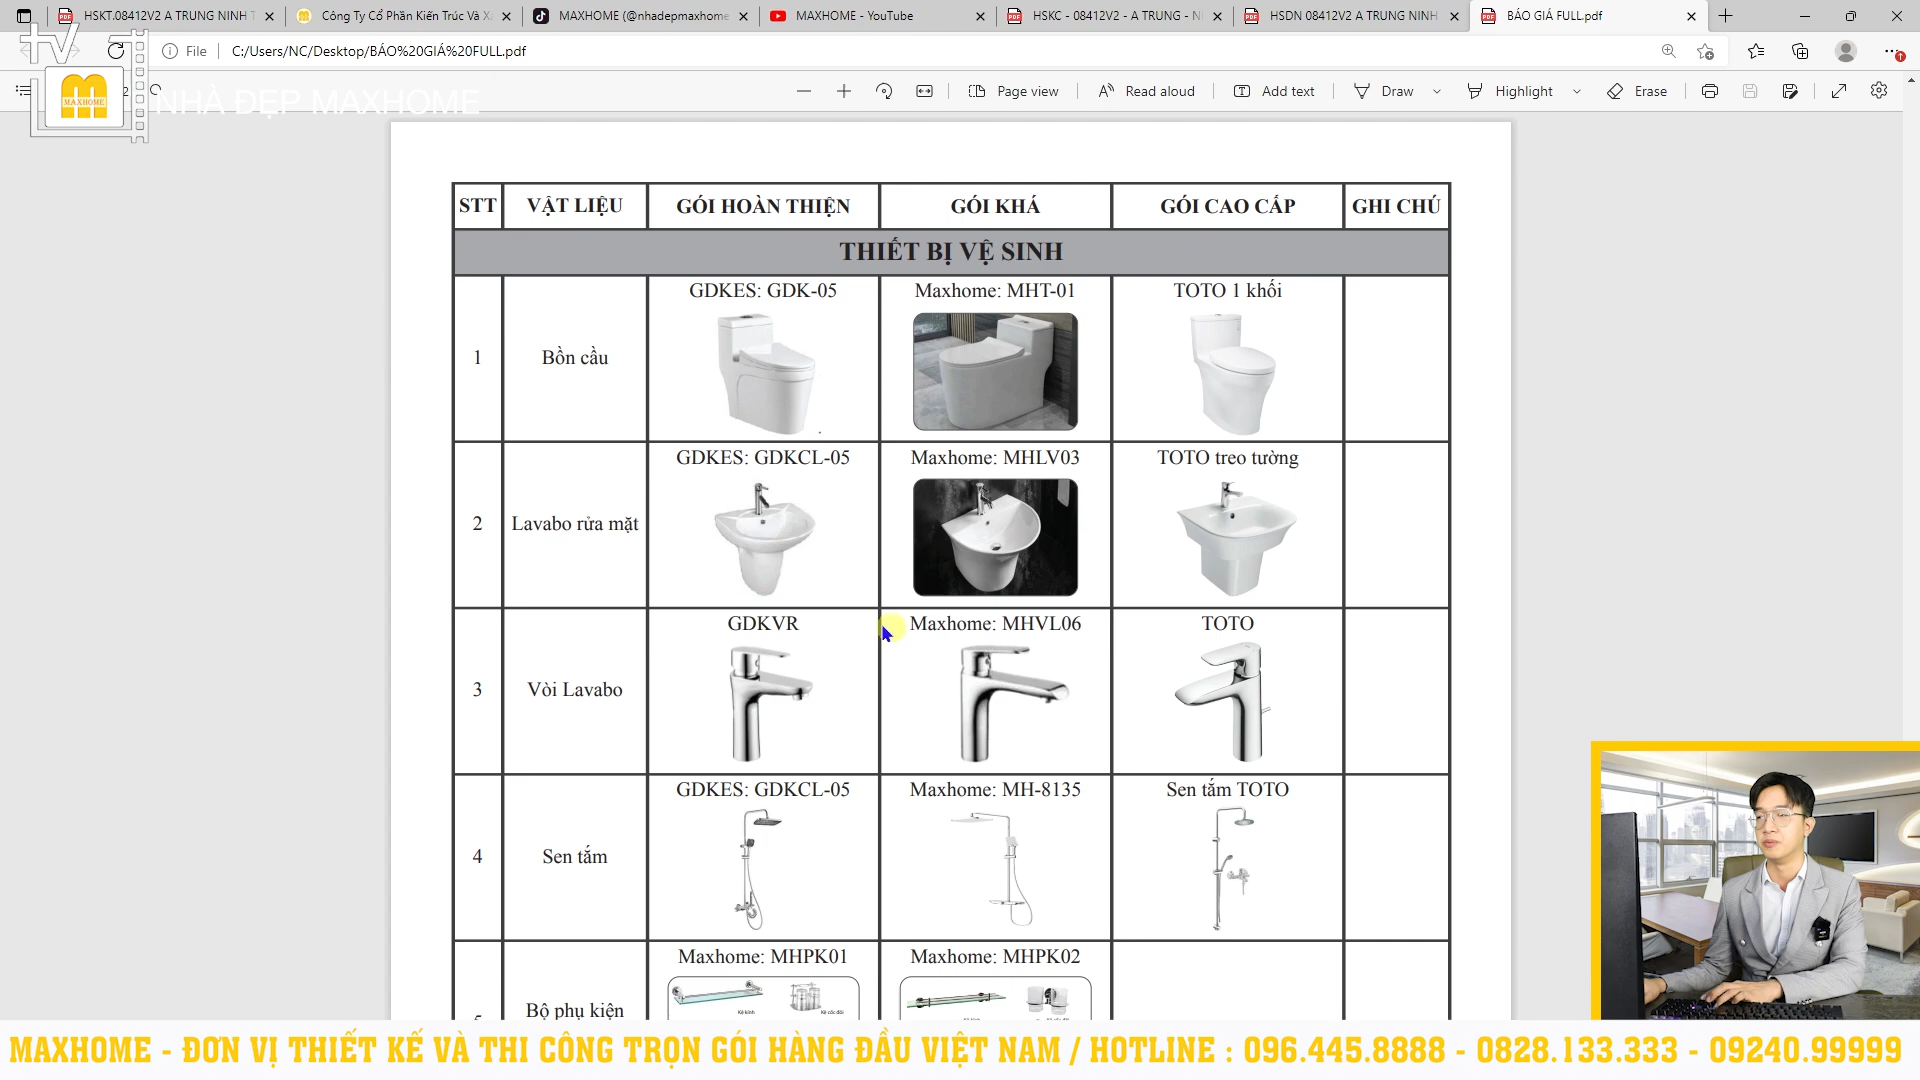 HSKT.08412V2 A TRUNG NINH T
Công Ty Cổ Phần Kiến Trúc Và X
MAXHOME (@nhadepmaxhome
MAXHOME - YouTube
HSKC - 08412V2 - A TRUNG - N
HSDN 08412V2 A TRUNG NINH
BÁO GIÁ FULL.pdf
File
C:/Users/NC/Desktop/BÁO%20GIÁ%20FULL.pdf
TV
MAXHOME
NHÀ ĐẸP MAXHOME
Page view
Read aloud
Add text
Draw
Highlight
Erase
STT VẬT LIỆU GÓI HOÀN THIỆN GÓI KHÁ GÓI CAO CẤP GHI CHÚ
THIẾT BỊ VỆ SINH
GDKES: GDK-05 Maxhome: MHT-01 TOTO 1 khối
1 Bồn cầu
GDKES: GDKCL-05 Maxhome: MHLV03 TOTO treo tường
2 Lavabo rửa mặt
GDKVR Maxhome: MHVL06 TOTO
3 Vòi Lavabo
GDKES: GDKCL-05 Maxhome: MH-8135 Sen tắm TOTO
4 Sen tắm
Maxhome: MHPK01 Maxhome: MHPK02
Bộ phụ kiện
Kệ kính Kệ cốc đôi
MAXHOME - ĐƠN VỊ THIẾT KẾ VÀ THI CÔNG TRỌN GÓI HÀNG ĐẦU VIỆT NAM / HOTLINE : 096.445.8888 - 0828.133.333 - 09240.99999